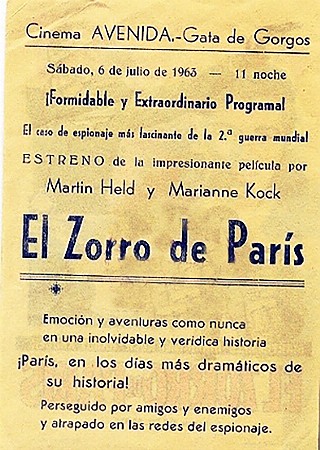 Cinema AVENIDA.-Gata de Gorgos
Sábado, 6 de julio de 1963 — 11 noche
¡Formidable y Extraordinario Programa!
El caso de espionaje más fascinante de la 2.ª guerra mundial
ESTRENO de la impresionante película por
Martin Held y Marianne Kock
El Zorro de París
Emoción y aventuras como nunca
en una inolvidable y verídica historia
¡París, en los días más dramáticos de
su historia!
Perseguido por amigos y enemigos
y atrapado en las redes del espionaje.